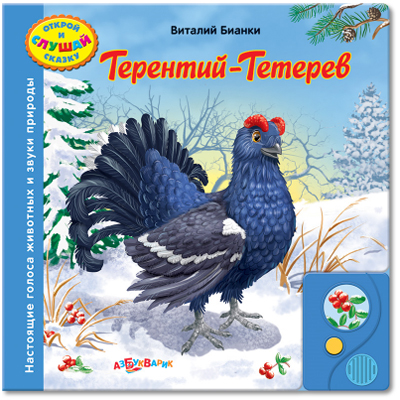 ОТКРОЙ И
СЛУШАЙ
СКАЗКУ
Виталий Бианки
Терентий-Тетерев
Настоящие голоса животных и звуки природы
АЗБУКВАРИК